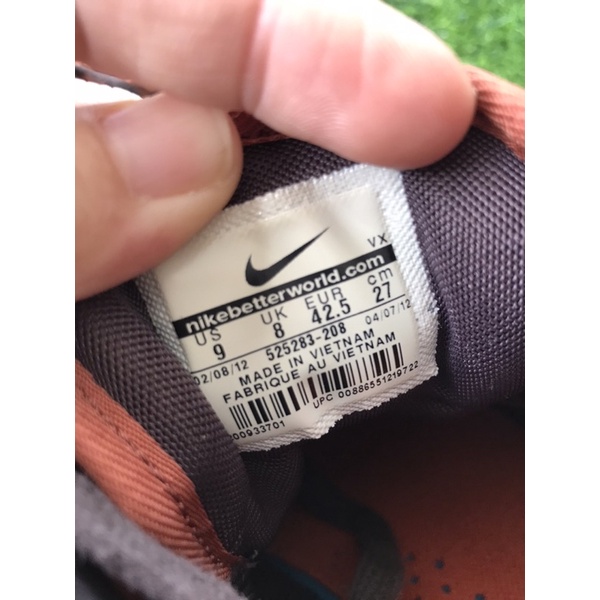 VX
nikebetterworld.com
US UK EUR cm
9 8 42.5 27
02/08/12 525283-208 04/07/12
MADE IN VIETNAM
FABRIQUE AU VIETNAM
UPC 00886551219722